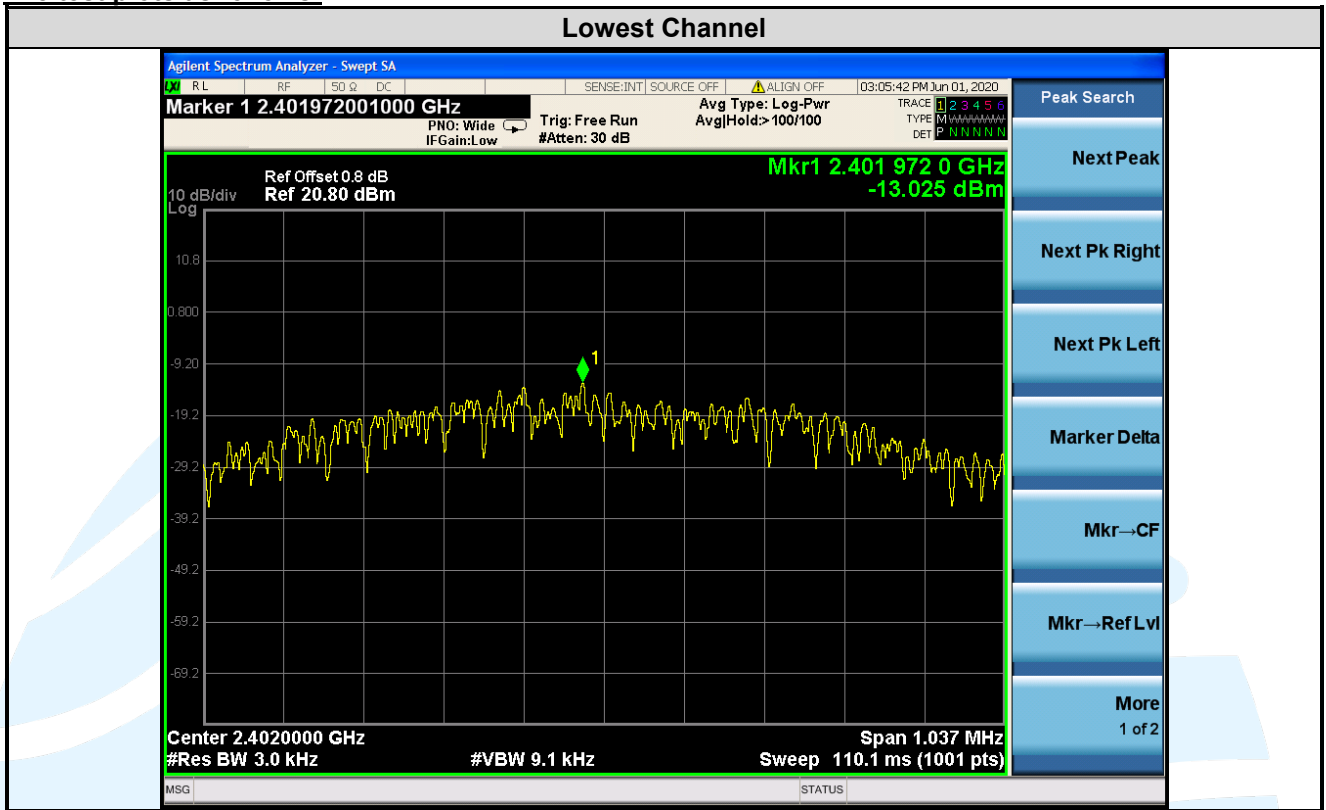 Lowest Channel
Agilent Spectrum Analyzer - Swept SA
LXI RL RF 50 Ω DC SENSE:INT SOURCE OFF ALIGN OFF 03:05:42 PM Jun 01, 2020
Marker 1 2.401972001000 GHz
PNO: Wide
IFGain:Low
Trig: Free Run
#Atten: 30 dB
Avg Type: Log-Pwr
Avg|Hold:>100/100
TRACE 1 2 3 4 5 6
TYPE M WWWWW
DET P N N N N N
Mkr1 2.401 972 0 GHz
-13.025 dBm
Ref Offset 0.8 dB
10 dB/div Ref 20.80 dBm
Log
10.8
0.800
-9.20
-19.2
-29.2
-39.2
-49.2
-59.2
-69.2
1
Center 2.4020000 GHz
Span 1.037 MHz
#Res BW 3.0 kHz
#VBW 9.1 kHz
Sweep 110.1 ms (1001 pts)
MSG
STATUS
Peak Search
Next Peak
Next Pk Right
Next Pk Left
Marker Delta
Mkr→CF
Mkr→Ref Lvl
More
1 of 2